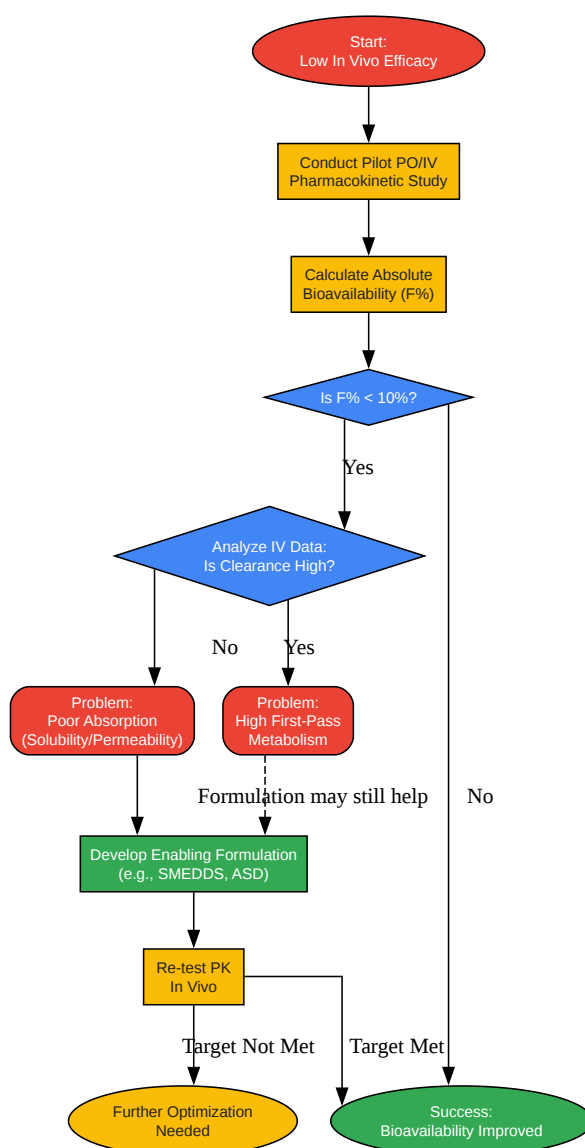 Start:
Low In Vivo Efficacy
Conduct Pilot PO/IV
Pharmacokinetic Study
Calculate Absolute
Bioavailability (F%)
Is F% < 10%?
Yes
Analyze IV Data:
Is Clearance High?
No
Yes
Problem:
Poor Absorption
(Solubility/Permeability)
Problem:
High First-Pass
Metabolism
Formulation may still help
No
Develop Enabling Formulation
(e.g., SMEDDS, ASD)
Re-test PK
In Vivo
Target Not Met
Target Met
Further Optimization
Needed
Success:
Bioavailability Improved